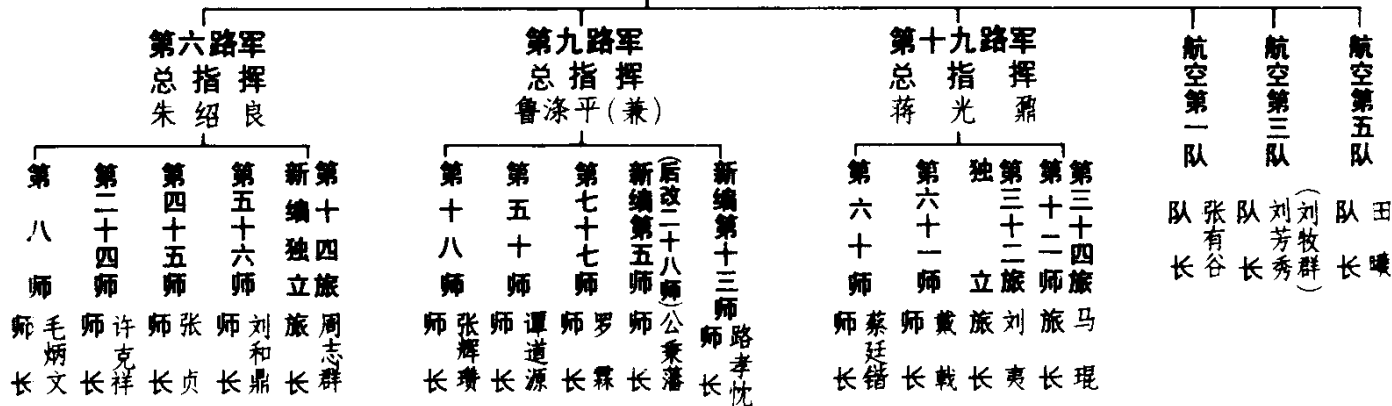 第六路军
总指挥
朱绍良
第八师
师长 毛炳文
第二十四师
师长 许克祥
第四十五师
师长 张贞
第五十六师
师长 刘和鼎
新编独立
第十四旅
旅长 周志群
第九路军
总指挥
鲁涤平(兼)
第十八师
师长 张辉瓒
第五十师
师长 谭道源
第七十七师
师长 罗霖
新编第五师
(后改二十八师)
师长 公秉藩
新编第十三师
师长 路孝忱
第十九路军
总指挥
蒋光鼐
第六十师
师长 蔡廷锴
第六十一师
师长 戴戟
独立
第三十二旅
旅长 刘夷
第十二师
第三十四旅
旅长 马琨
航空第一队
队长 张有谷
航空第三队
队长 刘芳秀
(刘牧群)
航空第五队
队长 田曦